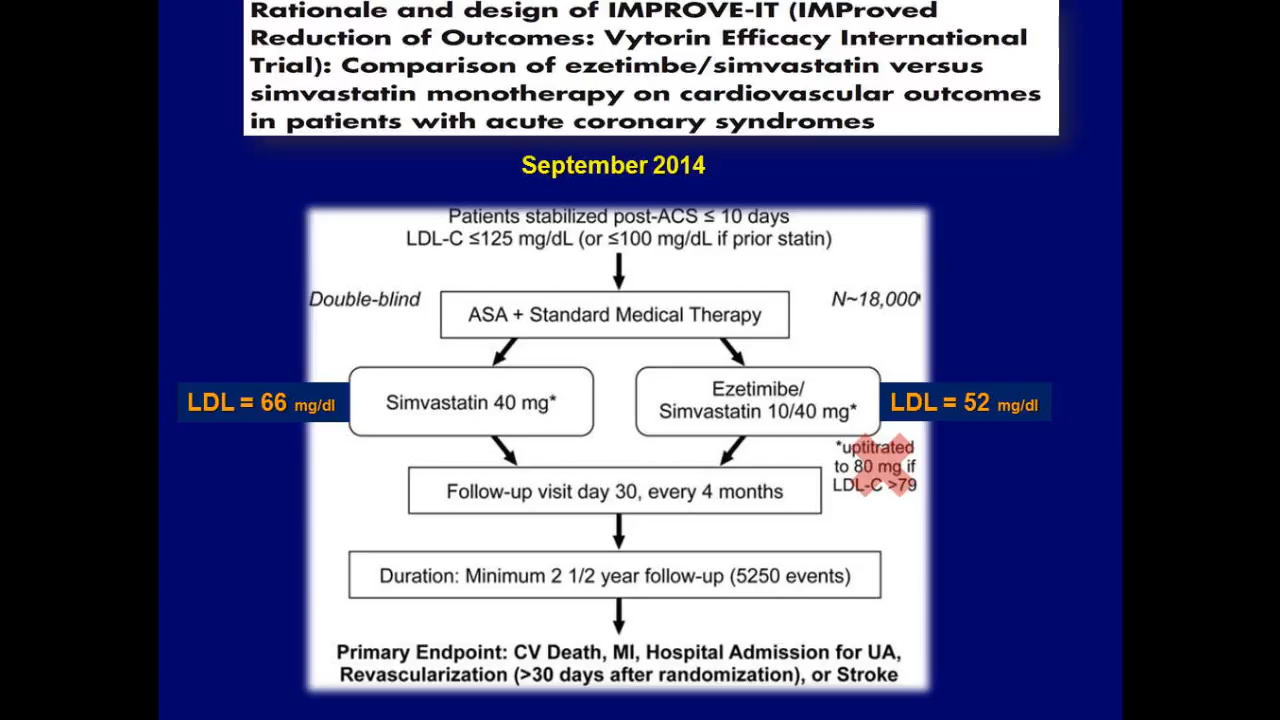 Rationale and design of IMPROVE-IT (IMProved
Reduction of Outcomes: Vytorin Efficacy International
Trial): Comparison of ezetimbe/simvastatin versus
simvastatin monotherapy on cardiovascular outcomes
in patients with acute coronary syndromes
September 2014
Patients stabilized post-ACS ≤ 10 days
LDL-C ≤125 mg/dL (or ≤100 mg/dL if prior statin)
Double-blind
N~18,000
ASA + Standard Medical Therapy
LDL = 66 mg/dl
Simvastatin 40 mg*
Ezetimibe/
Simvastatin 10/40 mg*
LDL = 52 mg/dl
*uptitrated
to 80 mg if
LDL-C >79
Follow-up visit day 30, every 4 months
Duration: Minimum 2 1/2 year follow-up (5250 events)
Primary Endpoint: CV Death, MI, Hospital Admission for UA,
Revascularization (>30 days after randomization), or Stroke